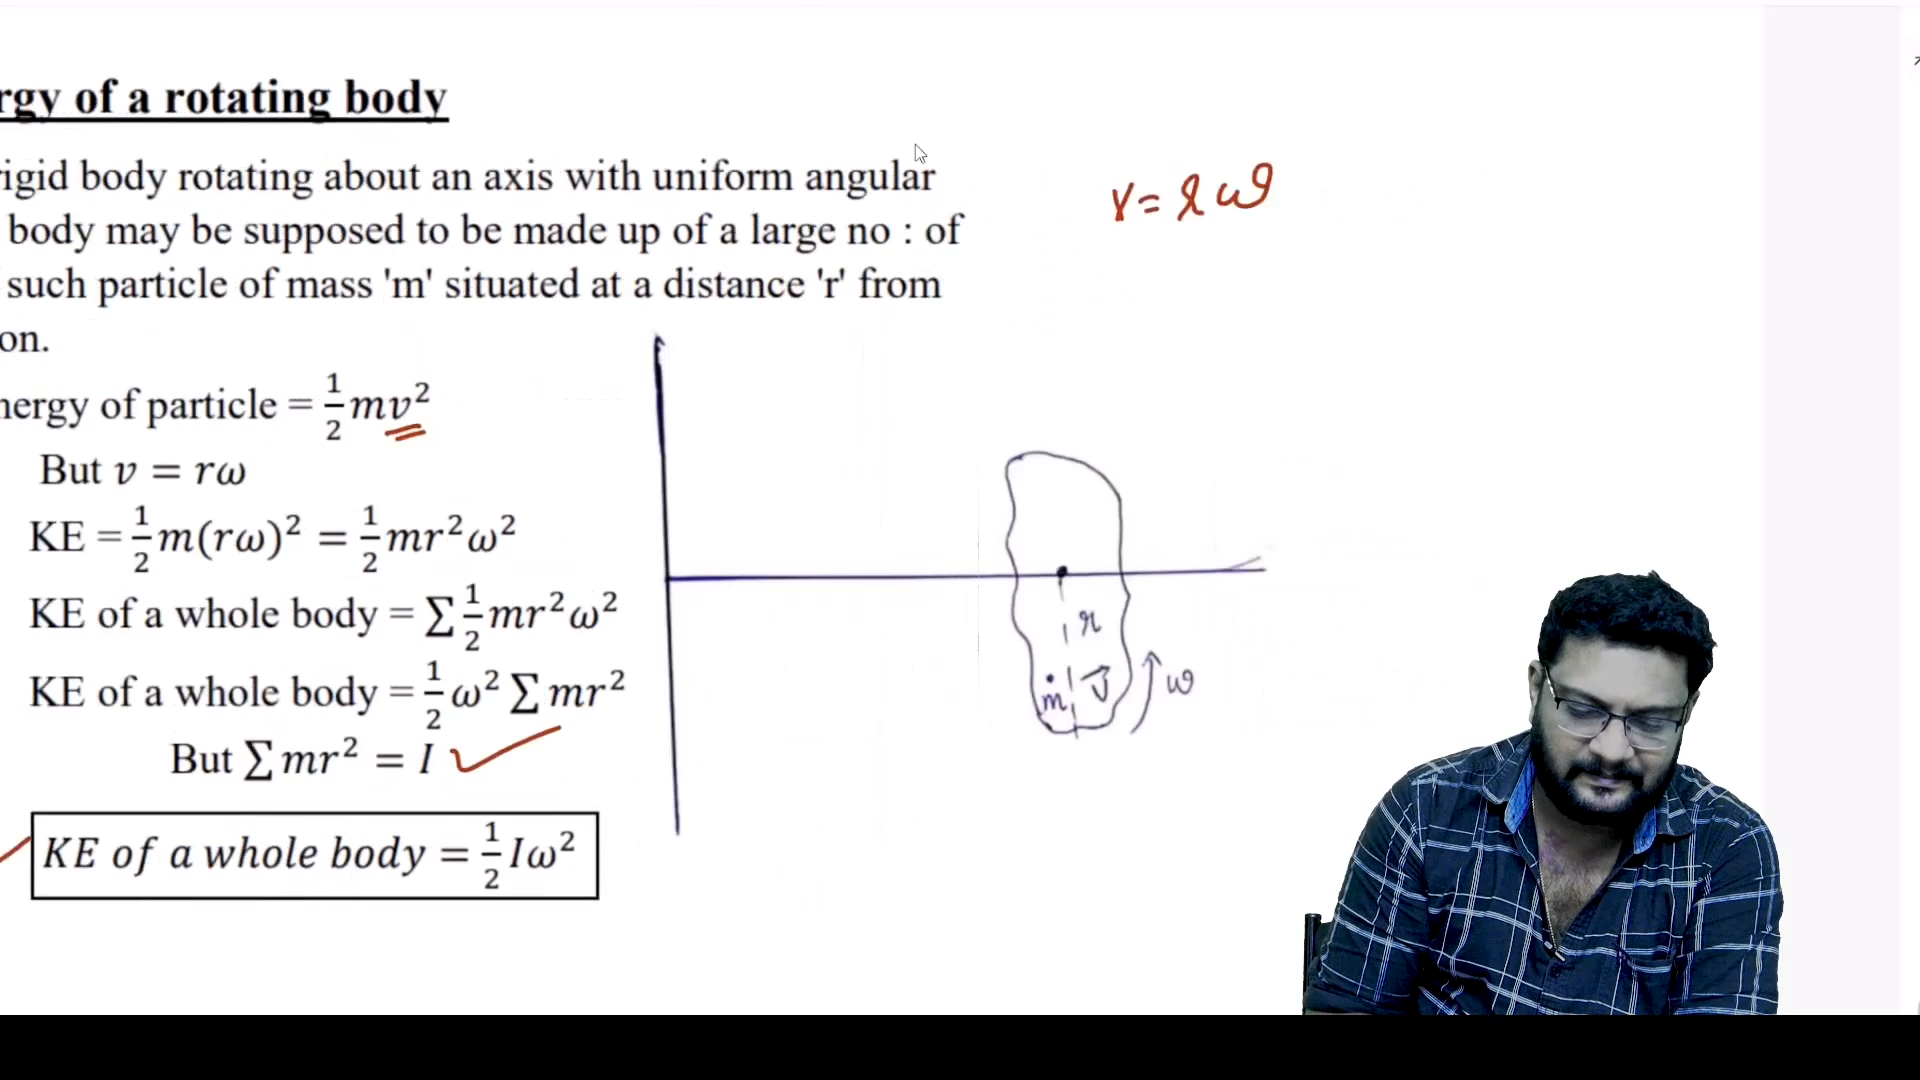 rgy of a rotating body
rigid body rotating about an axis with uniform angular
body may be supposed to be made up of a large no : of
such particle of mass 'm' situated at a distance 'r' from
on.
nergy of particle = 1/2 mv²
But v = rω
KE = 1/2 m(rω)² = 1/2 mr²ω²
KE of a whole body = ∑ 1/2 mr²ω²
KE of a whole body = 1/2 ω² ∑ mr²
But ∑ mr² = I
KE of a whole body = 1/2 Iω²
v = rω
r
m v
ω